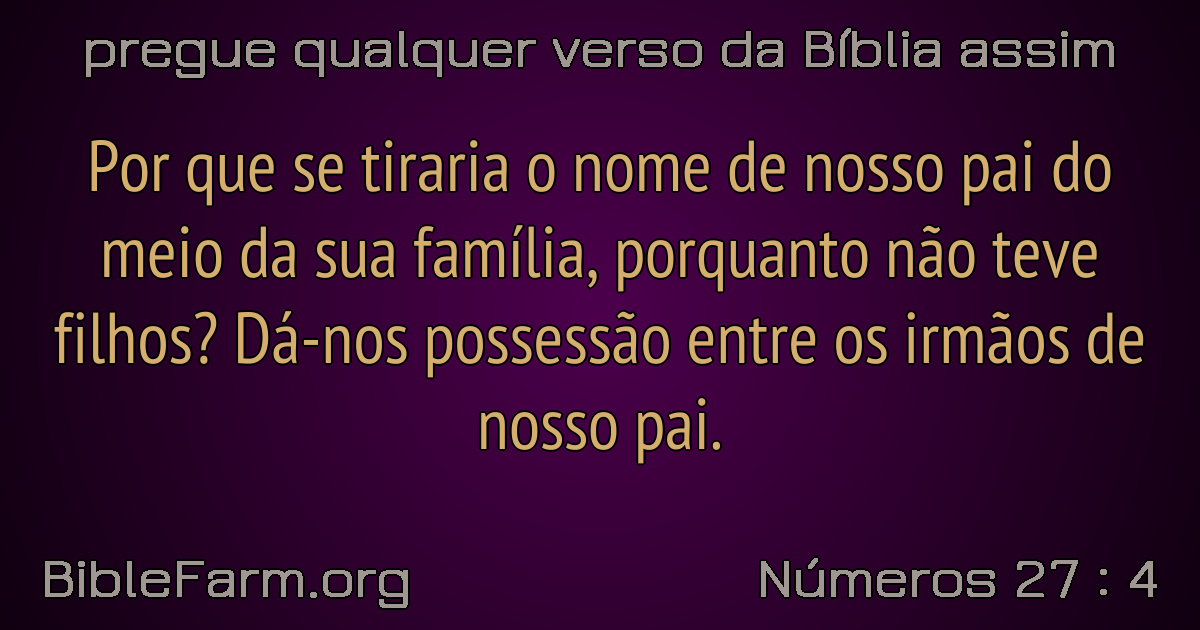 pregue qualquer verso da Bíblia assim
Por que se tiraria o nome de nosso pai do
meio da sua família, porquanto não teve
filhos? Dá-nos possessão entre os irmãos de
nosso pai.
BibleFarm.org
Números 27 : 4